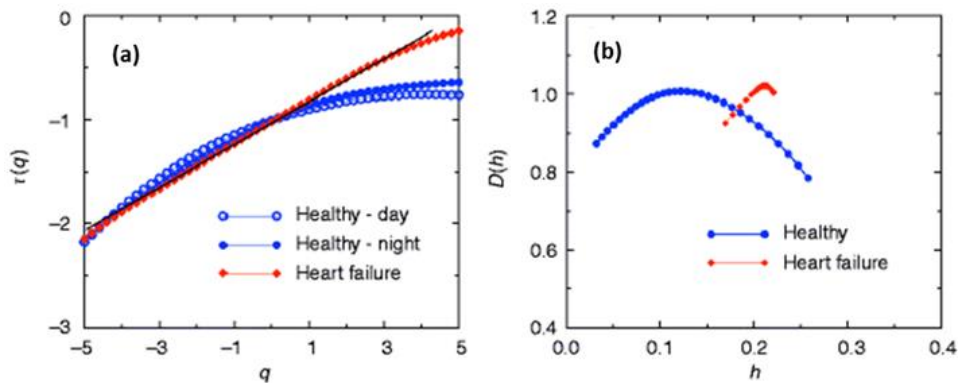 (a)
0
−1
−2
−3
τ(q)
Healthy - day
Healthy - night
Heart failure
−5 −3 −1 1 3 5
q
(b)
1.2
1.0
0.8
0.6
0.4
D(h)
Healthy
Heart failure
0.0 0.1 0.2 0.3 0.4
h